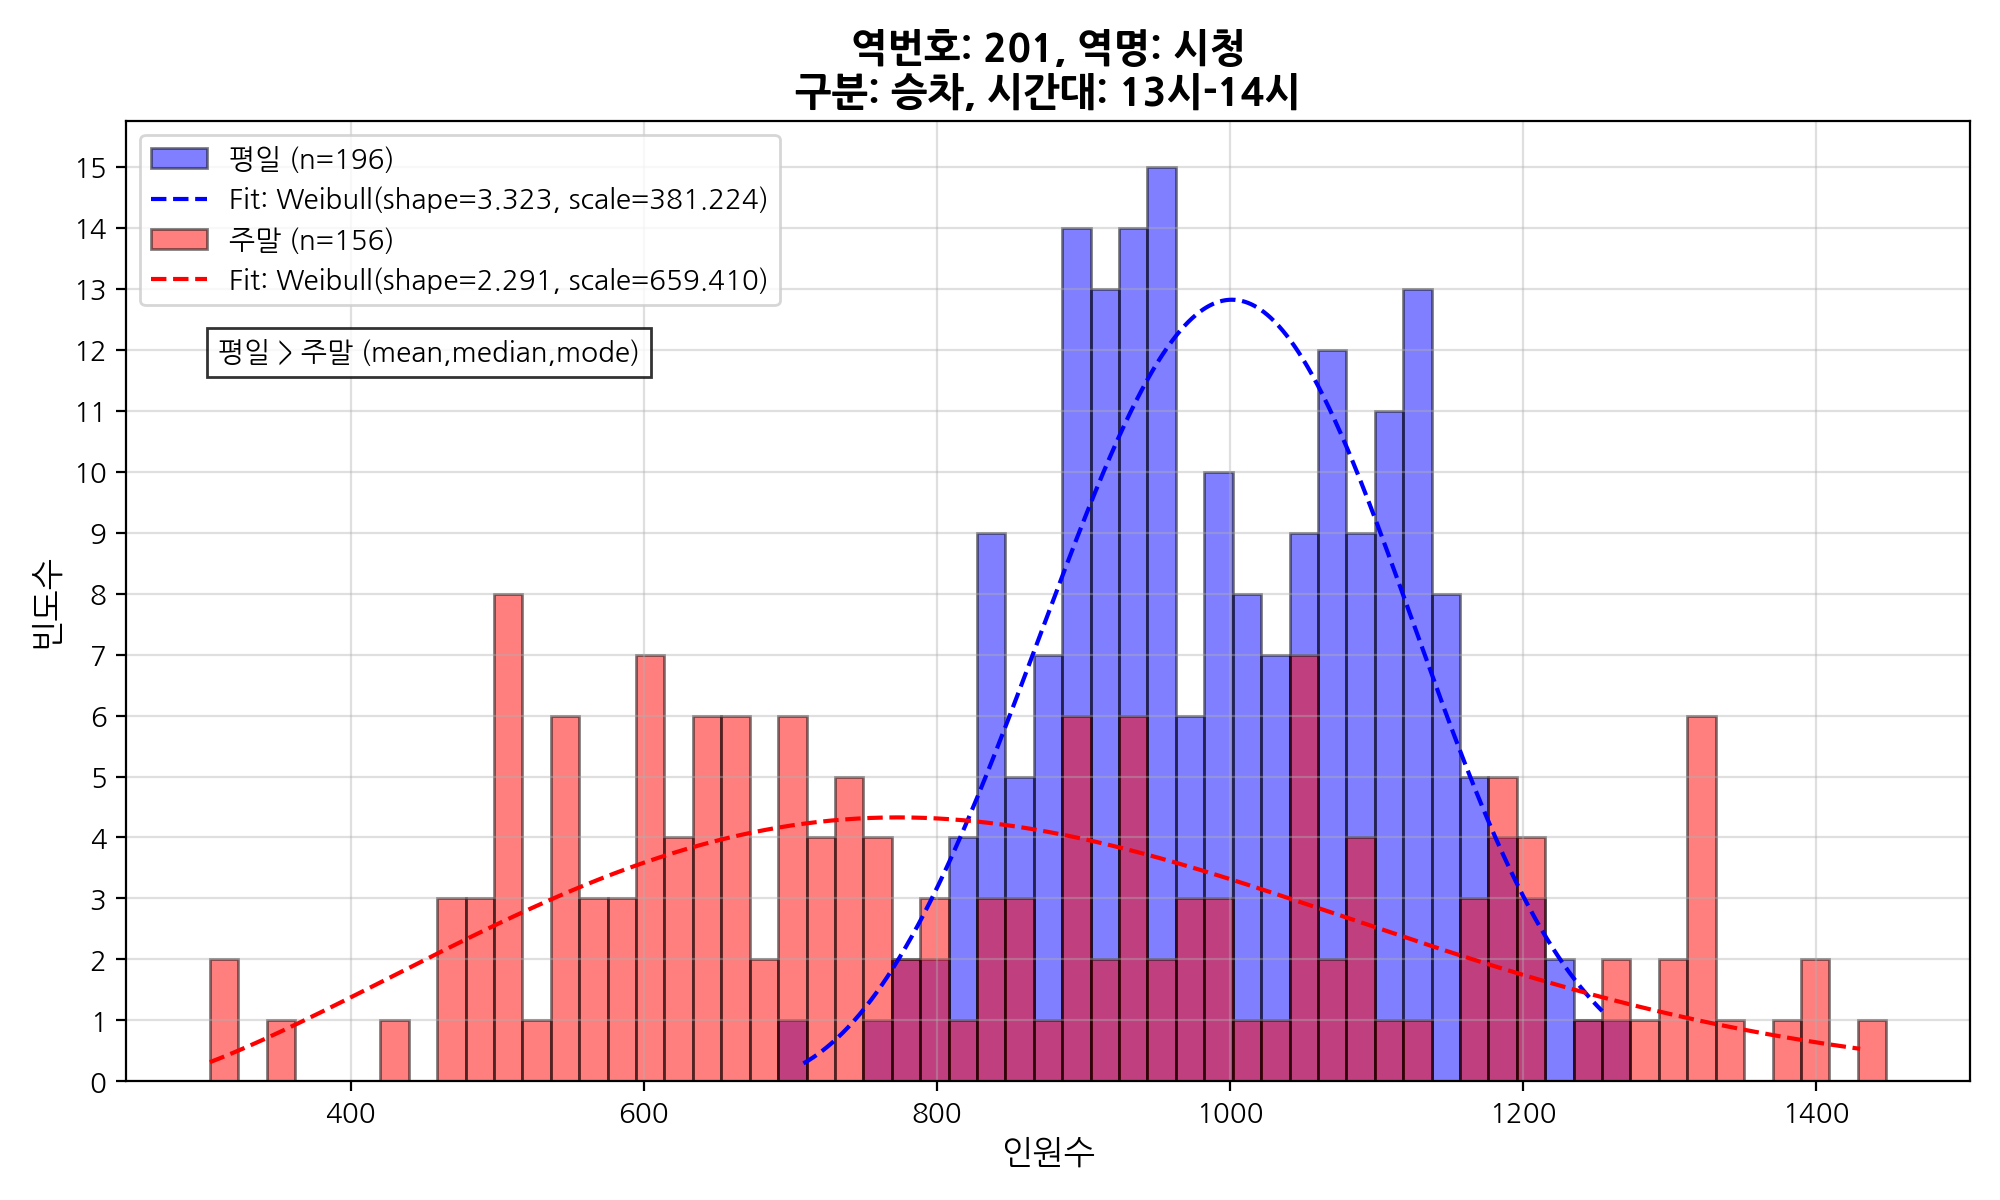 역번호: 201, 역명: 시청
구분: 승차, 시간대: 13시-14시
평일 (n=196)
Fit: Weibull(shape=3.323, scale=381.224)
주말 (n=156)
Fit: Weibull(shape=2.291, scale=659.410)
평일 > 주말 (mean,median,mode)
빈도수
15
14
13
12
11
10
9
8
7
6
5
4
3
2
1
0
400 600 800 1000 1200 1400
인원수